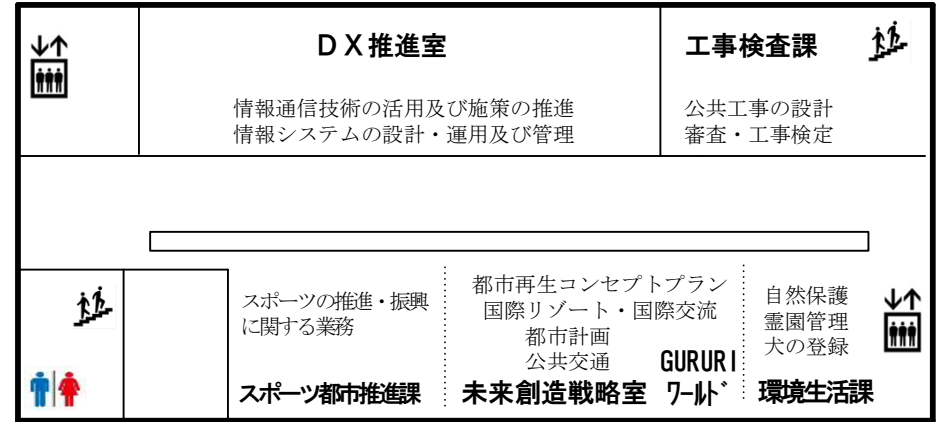 ＤＸ推進室
情報通信技術の活用及び施策の推進
情報システムの設計・運用及び管理
工事検査課
公共工事の設計
審査・工事検定
スポーツの推進・振興
に関する業務
スポーツ都市推進課
都市再生コンセプトプラン
国際リゾート・国際交流
都市計画
公共交通
未来創造戦略室
GURURI
ワールド
自然保護
霊園管理
犬の登録
環境生活課